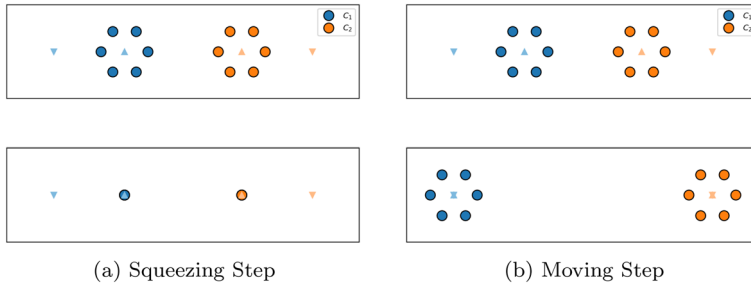 C₁
C₂
C₁
C₂
(a) Squeezing Step
(b) Moving Step